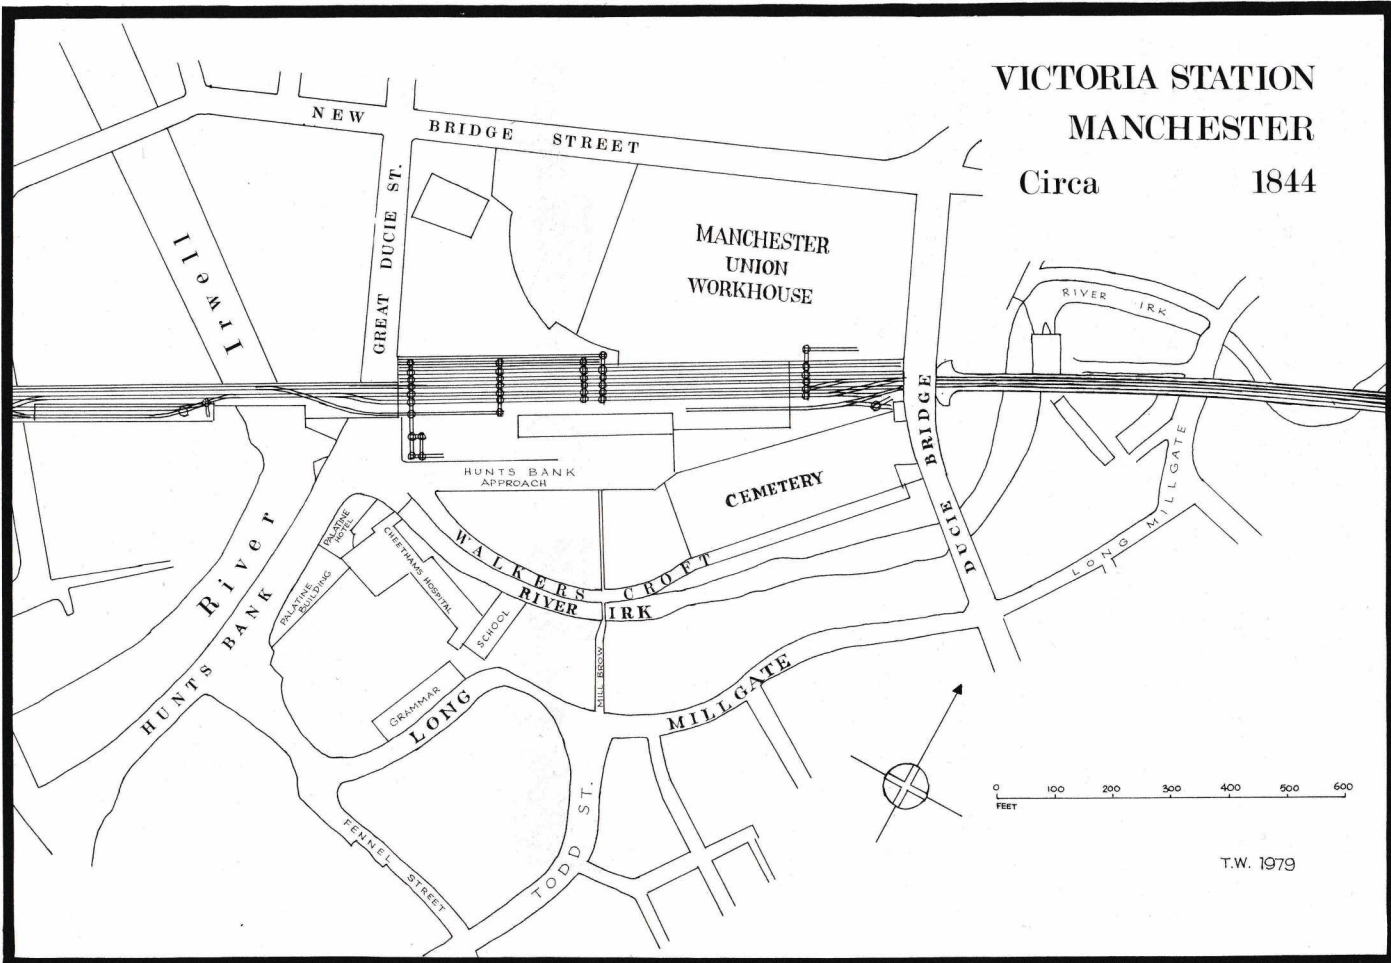 VICTORIA STATION
MANCHESTER
Circa 1844
NEW BRIDGE STREET
GREAT DUCIE ST.
Irwell
MANCHESTER
UNION
WORKHOUSE
RIVER IRK
DUCIE BRIDGE
HUNTS BANK
APPROACH
CEMETERY
LONG MILLGATE
WALKERS CROFT
RIVER IRK
PALATINE
HOTEL
CHEETHAMS HOSPITAL
PALATINE
BUILDING
SCHOOL
River
HUNTS BANK
MILL BROW
GRAMMAR
LONG MILLGATE
TODD ST.
FENNEL STREET
0 100 200 300 400 500 600
FEET
T.W. 1979